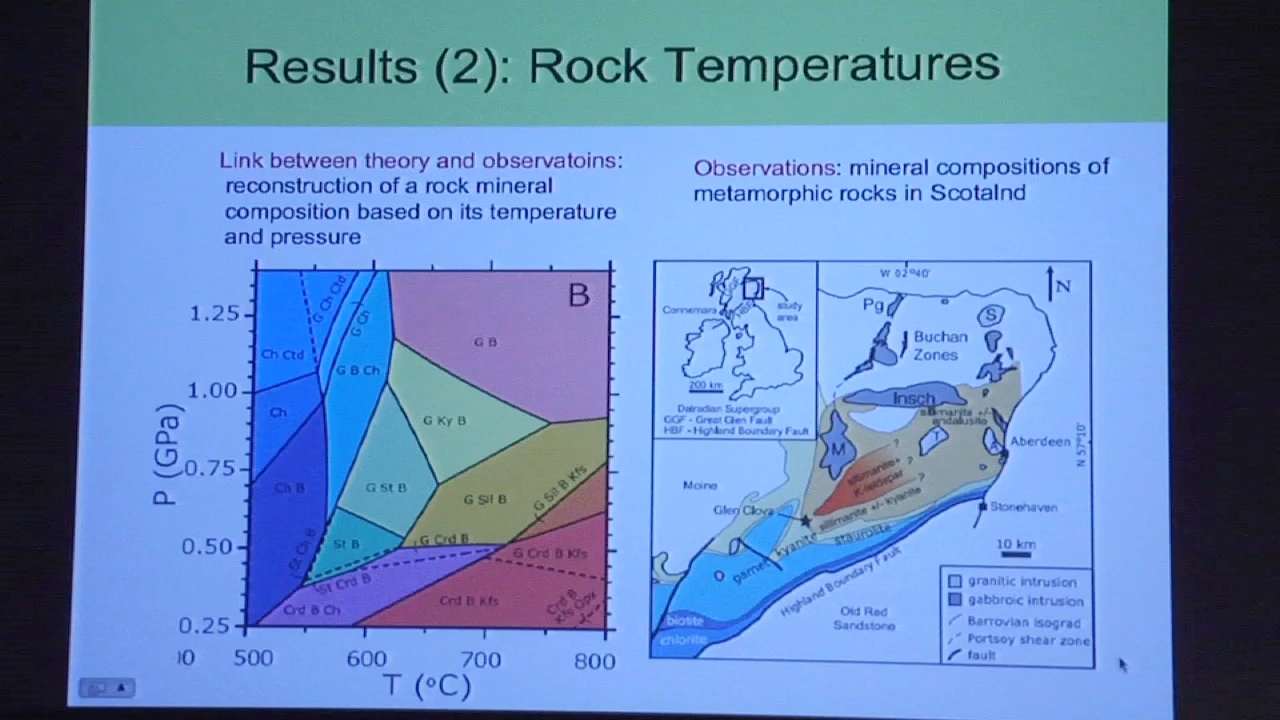 Results (2): Rock Temperatures
Link between theory and observatoins:
reconstruction of a rock mineral
composition based on its temperature
and pressure
Observations: mineral compositions of
metamorphic rocks in Scotalnd
B
G Ch Ctd
G Ch
Ch Ctd
G B Ch
G B
Ch
G Ky B
Ch B
G St B
G Sil B
G Sil B Kfs
St B
G Crd B
G Crd B Kfs
St Crd B
Crd B Ch
Crd B Kfs
Crd B
Kfs Opx
P (GPa)
1.25
1.00
0.75
0.50
0.25
500
600
700
800
T (°C)
GGF
HBF
Connemara
study
area
200 km
Dalradian Supergroup
GGF - Great Glen Fault
HBF - Highland Boundary Fault
W 02°40'
N
Pg
S
Buchan
Zones
Insch
sillimanite +/-
andalusite
M
T
A
Aberdeen
N 57°10'
?
sillimanite+ ?
K-feldspar
?
sillimanite +/- kyanite
Moine
Glen Clova
Stonehaven
kyanite
staurolite
garnet
10 km
Highland Boundary Fault
Old Red
Sandstone
biotite
chlorite
granitic intrusion
gabbroic intrusion
Barrovian isograd
Portsoy shear zone
fault